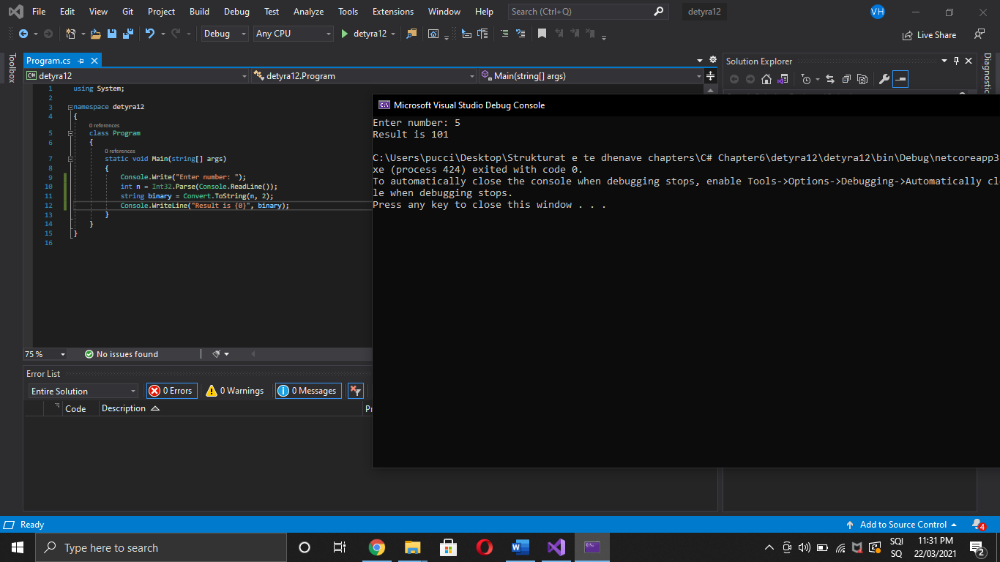 File Edit View Git Project Build Debug Test Analyze Tools Extensions Window Help Search (Ctrl+Q) detyra12 VH
Debug Any CPU detyra12 Live Share
Toolbox
Program.cs
Solution Explorer
Diagnostic
C# detyra12 detyra12.Program Main(string[] args)
1 using System;
2
3 namespace detyra12
4 {
0 references
5 class Program
6 {
0 references
7 static void Main(string[] args)
8 {
9 Console.Write("Enter number: ");
10 int n = Int32.Parse(Console.ReadLine());
11 string binary = Convert.ToString(n, 2);
12 Console.WriteLine("Result is {0}", binary);
13 }
14 }
15 }
16
Microsoft Visual Studio Debug Console
Enter number: 5
Result is 101
C:\Users\pucci\Desktop\Strukturat e te dhenave chapters\C# Chapter6\detyra12\detyra12\bin\Debug\netcoreapp3
xe (process 424) exited with code 0.
To automatically close the console when debugging stops, enable Tools->Options->Debugging->Automatically clo
le when debugging stops.
Press any key to close this window . . .
75 % No issues found
Error List
Entire Solution 0 Errors 0 Warnings 0 Messages
Code Description
Ready Add to Source Control 4
Type here to search
SQI 11:31 PM
SQ 22/03/2021 2